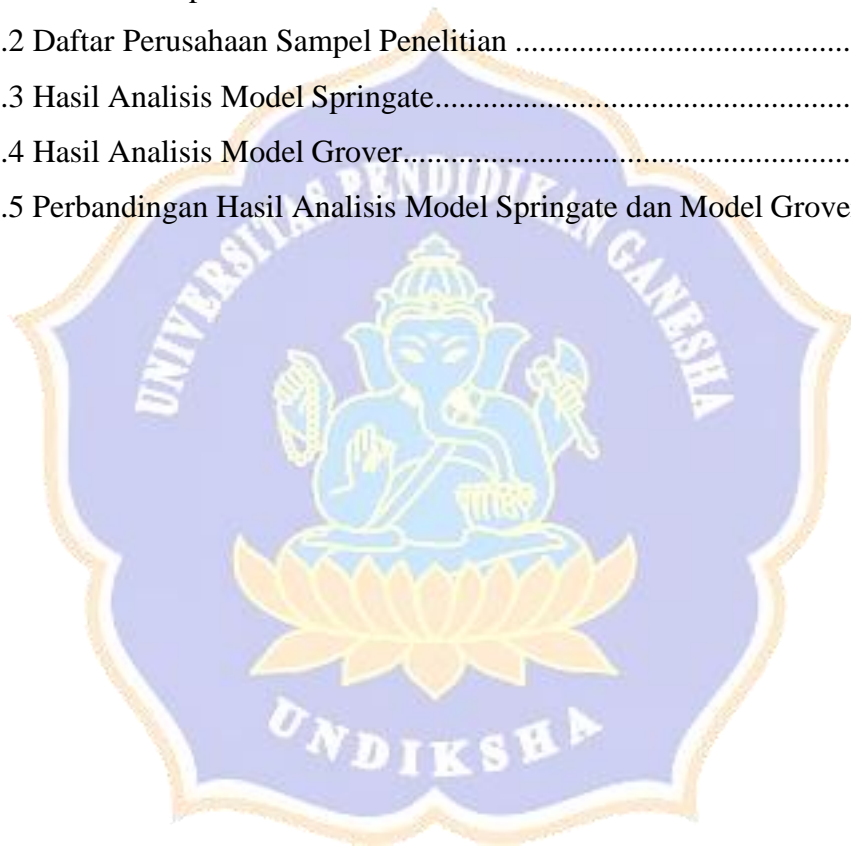 .2 Daftar Perusahaan Sampel Penelitian ........................................
.3 Hasil Analisis Model Springate..................................................
.4 Hasil Analisis Model Grover......................................................
.5 Perbandingan Hasil Analisis Model Springate dan Model Grove
UNIVERSITAS PENDIDIKAN GANESHA
UNDIKSHA